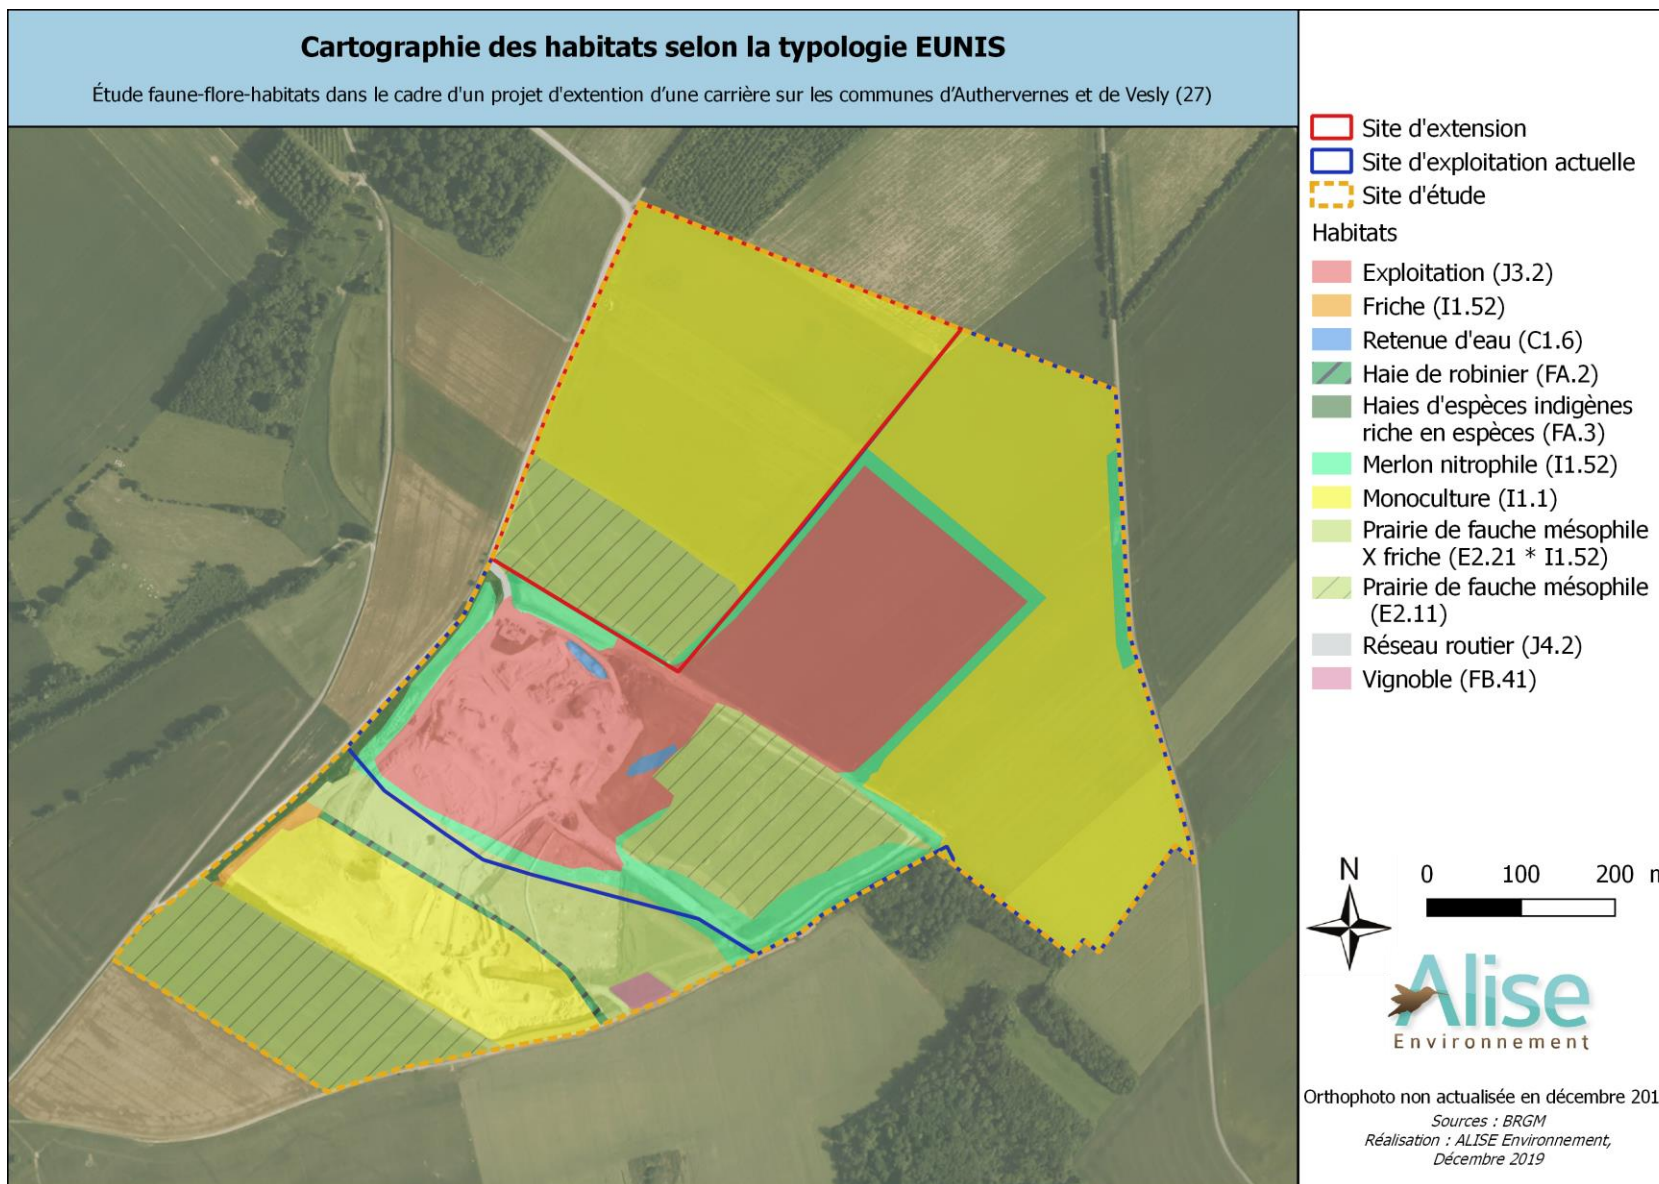 Cartographie des habitats selon la typologie EUNIS
Étude faune-flore-habitats dans le cadre d'un projet d'extention d'une carrière sur les communes d'Authervernes et de Vesly (27)
Site d'extension
Site d'exploitation actuelle
Site d'étude
Habitats
Exploitation (J3.2)
Friche (I1.52)
Retenue d'eau (C1.6)
Haie de robinier (FA.2)
Haies d'espèces indigènes
riche en espèces (FA.3)
Merlon nitrophile (I1.52)
Monoculture (I1.1)
Prairie de fauche mésophile
X friche (E2.21 * I1.52)
Prairie de fauche mésophile
(E2.11)
Réseau routier (J4.2)
Vignoble (FB.41)
N
0 100 200 m
Alise
Environnement
Orthophoto non actualisée en décembre 201
Sources : BRGM
Réalisation : ALISE Environnement,
Décembre 2019